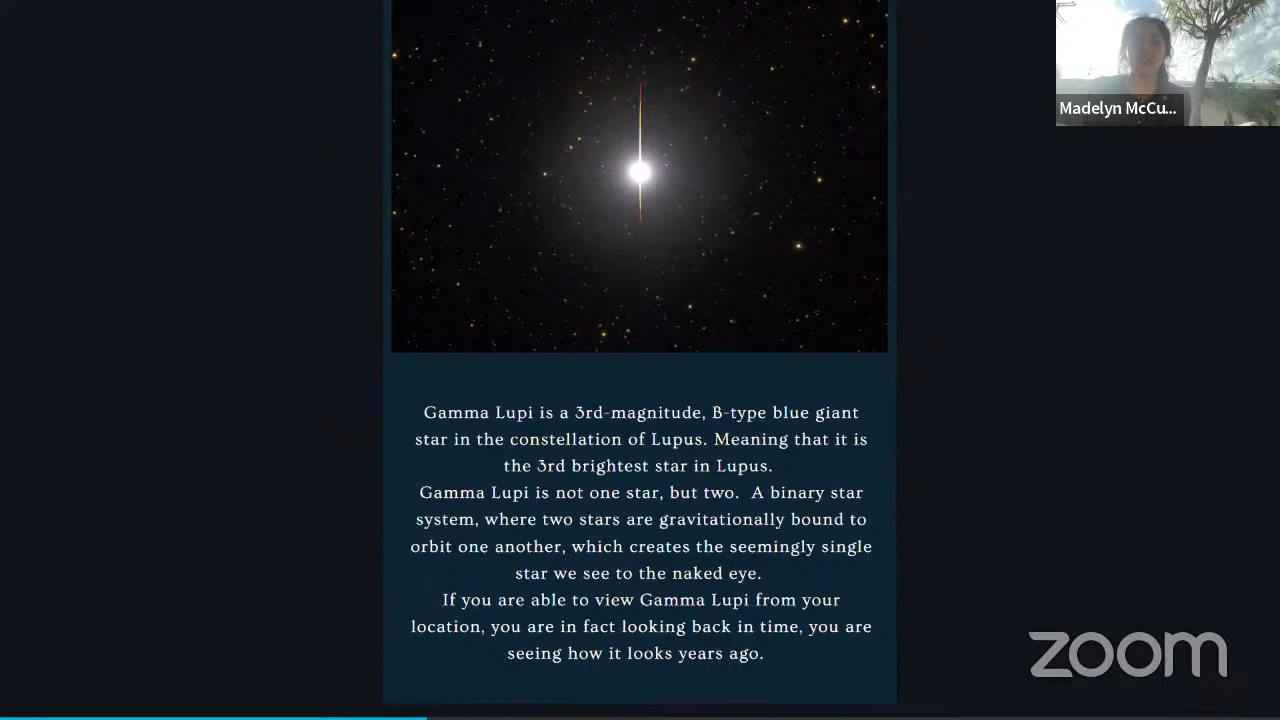 Madelyn McCu...
Gamma Lupi is a 3rd-magnitude, B-type blue giant
star in the constellation of Lupus. Meaning that it is
the 3rd brightest star in Lupus.
Gamma Lupi is not one star, but two. A binary star
system, where two stars are gravitationally bound to
orbit one another, which creates the seemingly single
star we see to the naked eye.
If you are able to view Gamma Lupi from your
location, you are in fact looking back in time, you are
seeing how it looks years ago.
zoom